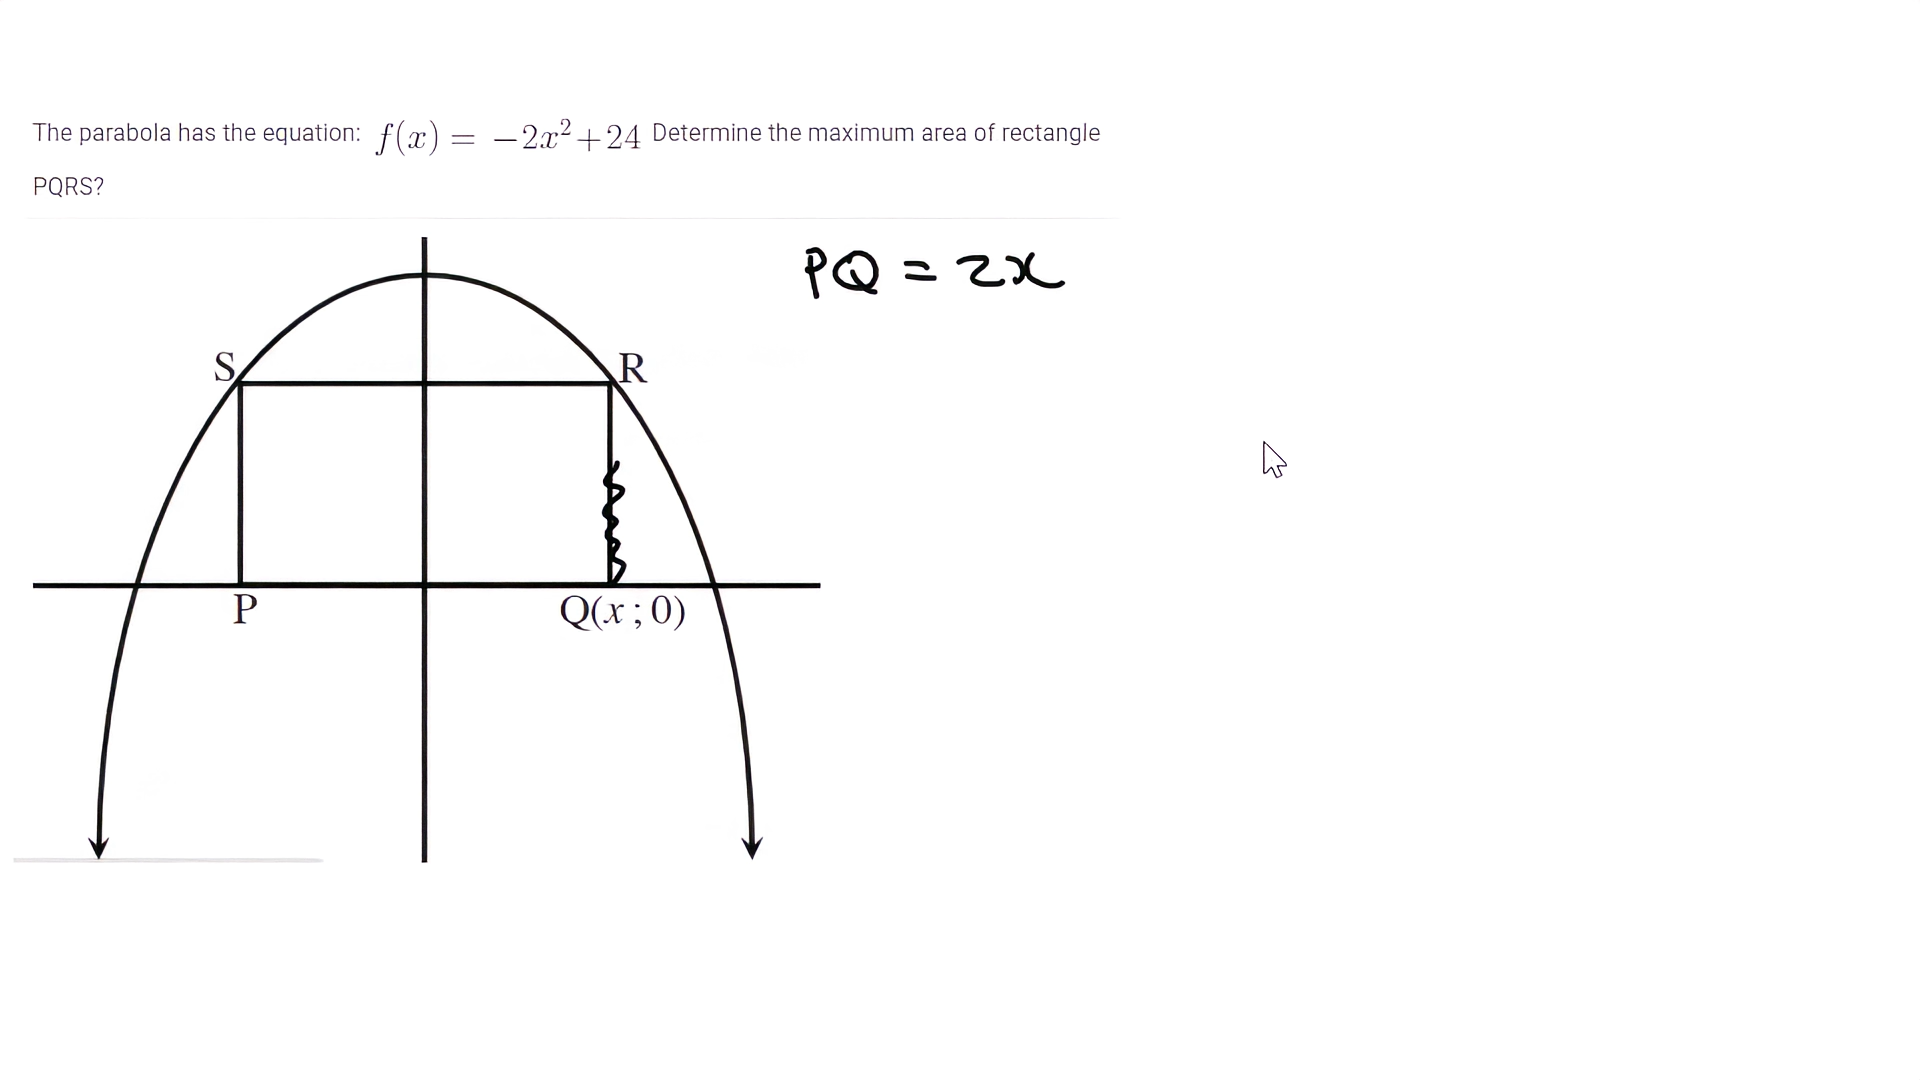 The parabola has the equation: f(x) = −2x²+24 Determine the maximum area of rectangle
PQRS?
PQ = 2x
S
R
P
Q(x ; 0)